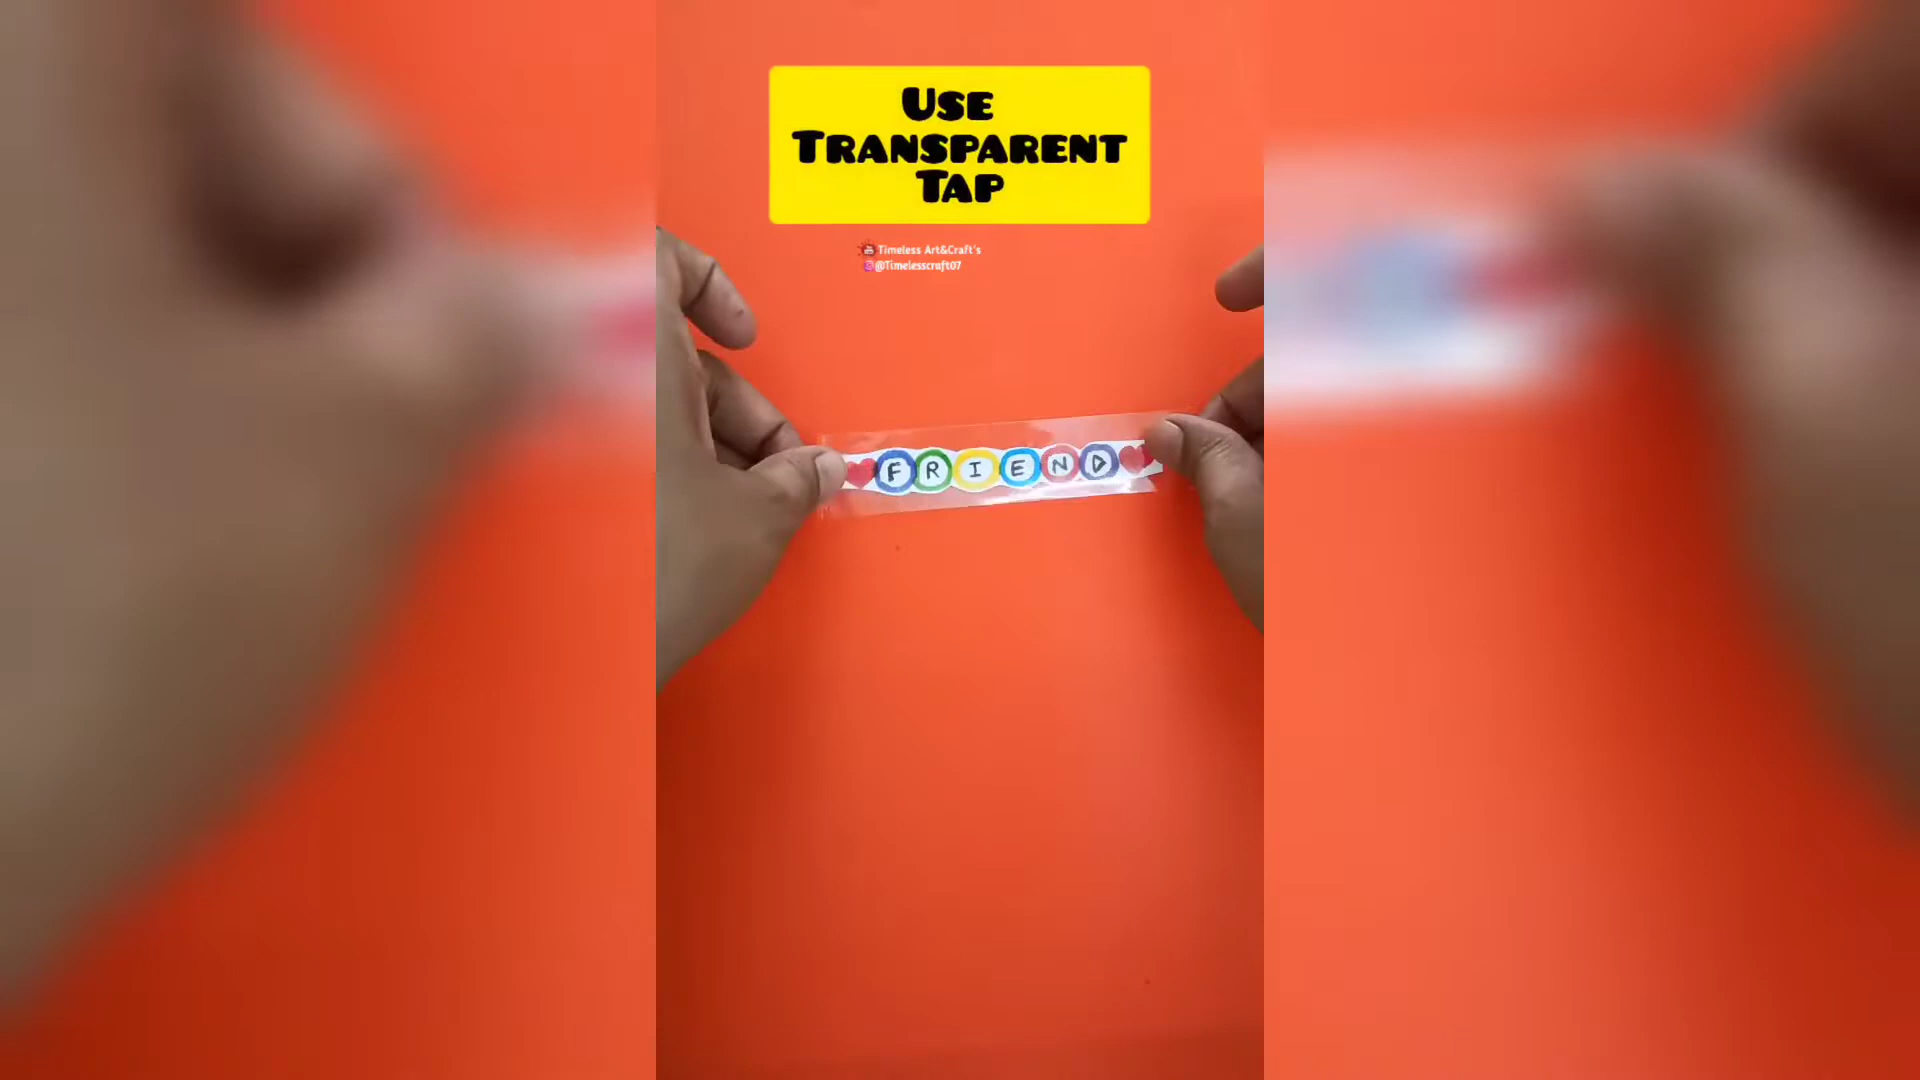 USE
TRANSPARENT
TAP
Timeless Art&Craft's
@Timelesscraft07
FRIEND